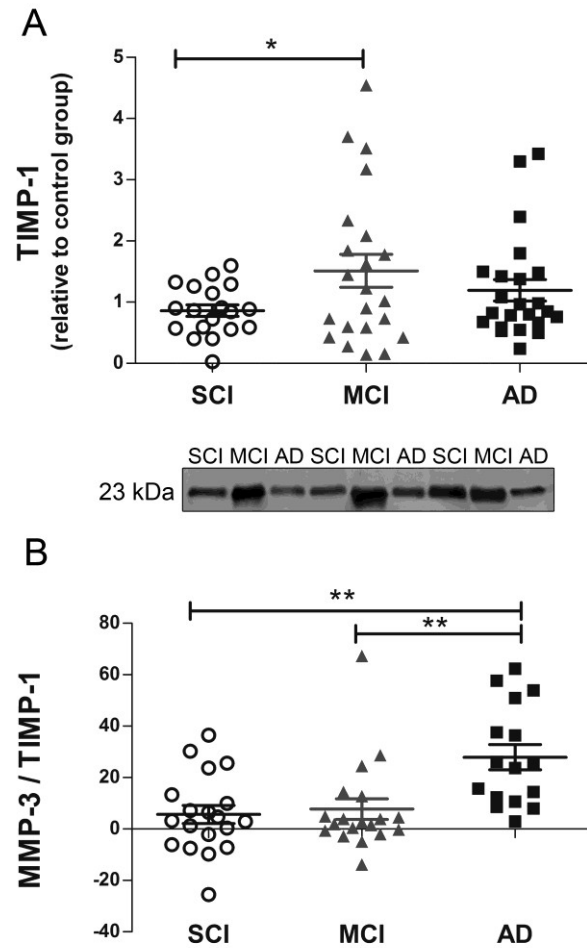 A
*
TIMP-1
(relative to control group)
5
4
3
2
1
0
SCI MCI AD
SCI MCI AD SCI MCI AD SCI MCI AD
23 kDa
B
**
**
MMP-3 / TIMP-1
80
60
40
20
0
-20
-40
SCI MCI AD